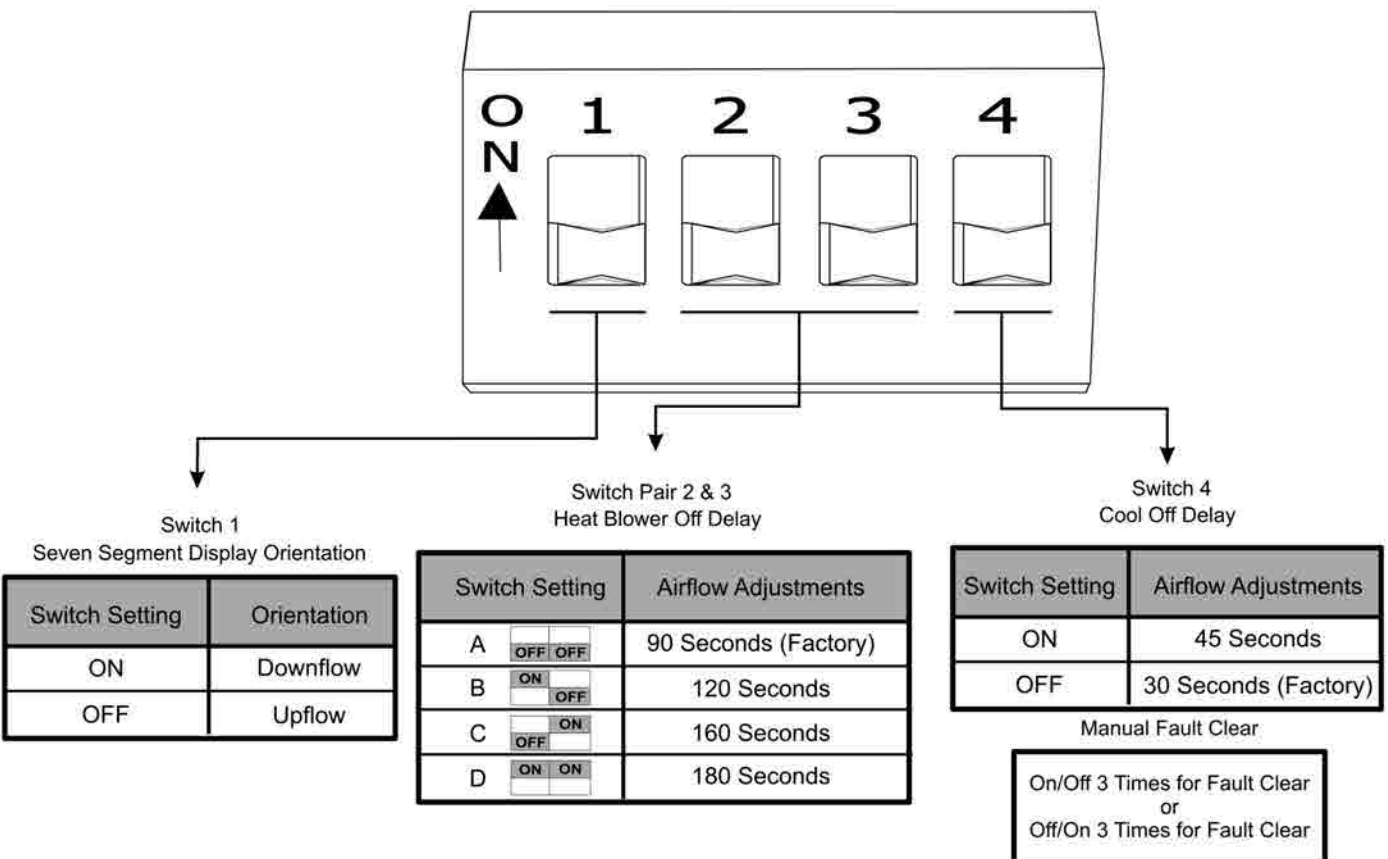 ON
1 2 3 4
Switch 1
Seven Segment Display Orientation
Switch Setting Orientation
ON Downflow
OFF Upflow
Switch Pair 2 & 3
Heat Blower Off Delay
Switch Setting Airflow Adjustments
A OFF OFF 90 Seconds (Factory)
B ON OFF 120 Seconds
C OFF ON 160 Seconds
D ON ON 180 Seconds
Switch 4
Cool Off Delay
Switch Setting Airflow Adjustments
ON 45 Seconds
OFF 30 Seconds (Factory)
Manual Fault Clear
On/Off 3 Times for Fault Clear
or
Off/On 3 Times for Fault Clear